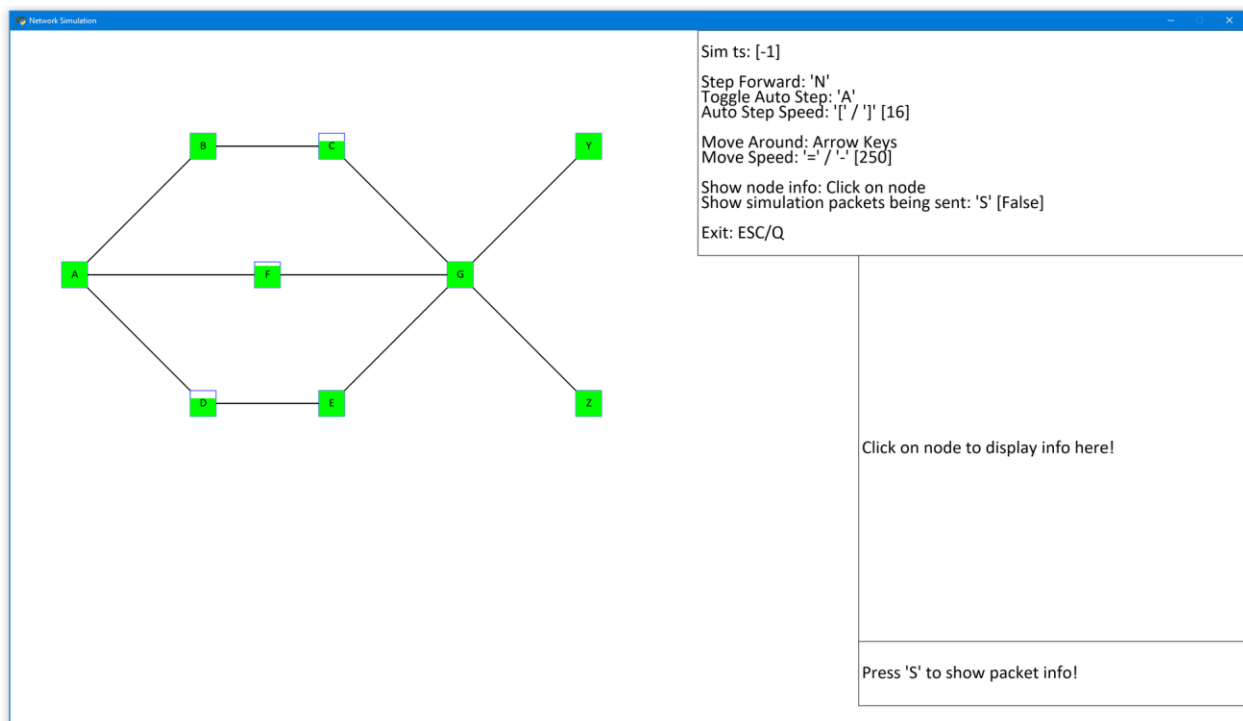 Network Simulation
Sim ts: [-1]
Step Forward: 'N'
Toggle Auto Step: 'A'
Auto Step Speed: '[' / ']' [16]
Move Around: Arrow Keys
Move Speed: '=' / '-' [250]
Show node info: Click on node
Show simulation packets being sent: 'S' [False]
Exit: ESC/Q
B
C
Y
A
F
G
D
E
Z
Click on node to display info here!
Press 'S' to show packet info!